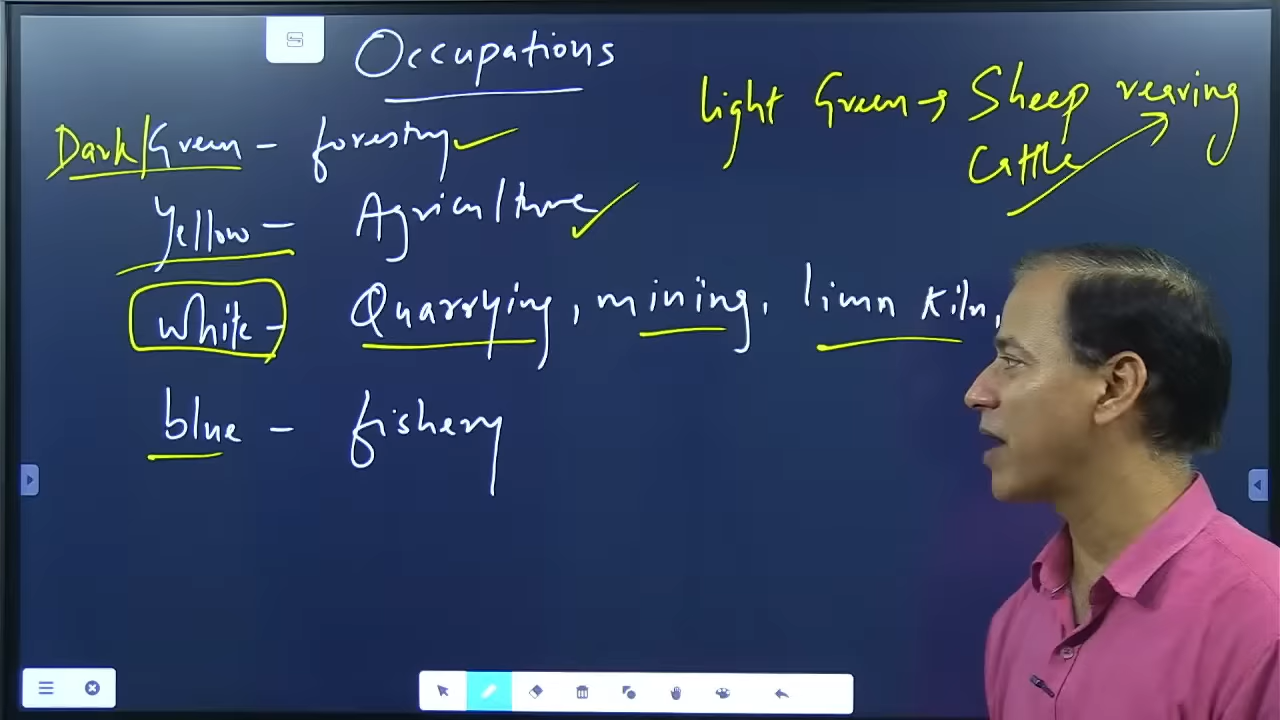 Occupations
light Green → Sheep rearing
Cattle
Dark/Green - forestry ✓
Yellow - Agriculture ✓
white - Quarrying, mining, limn kiln,
blue - fishery